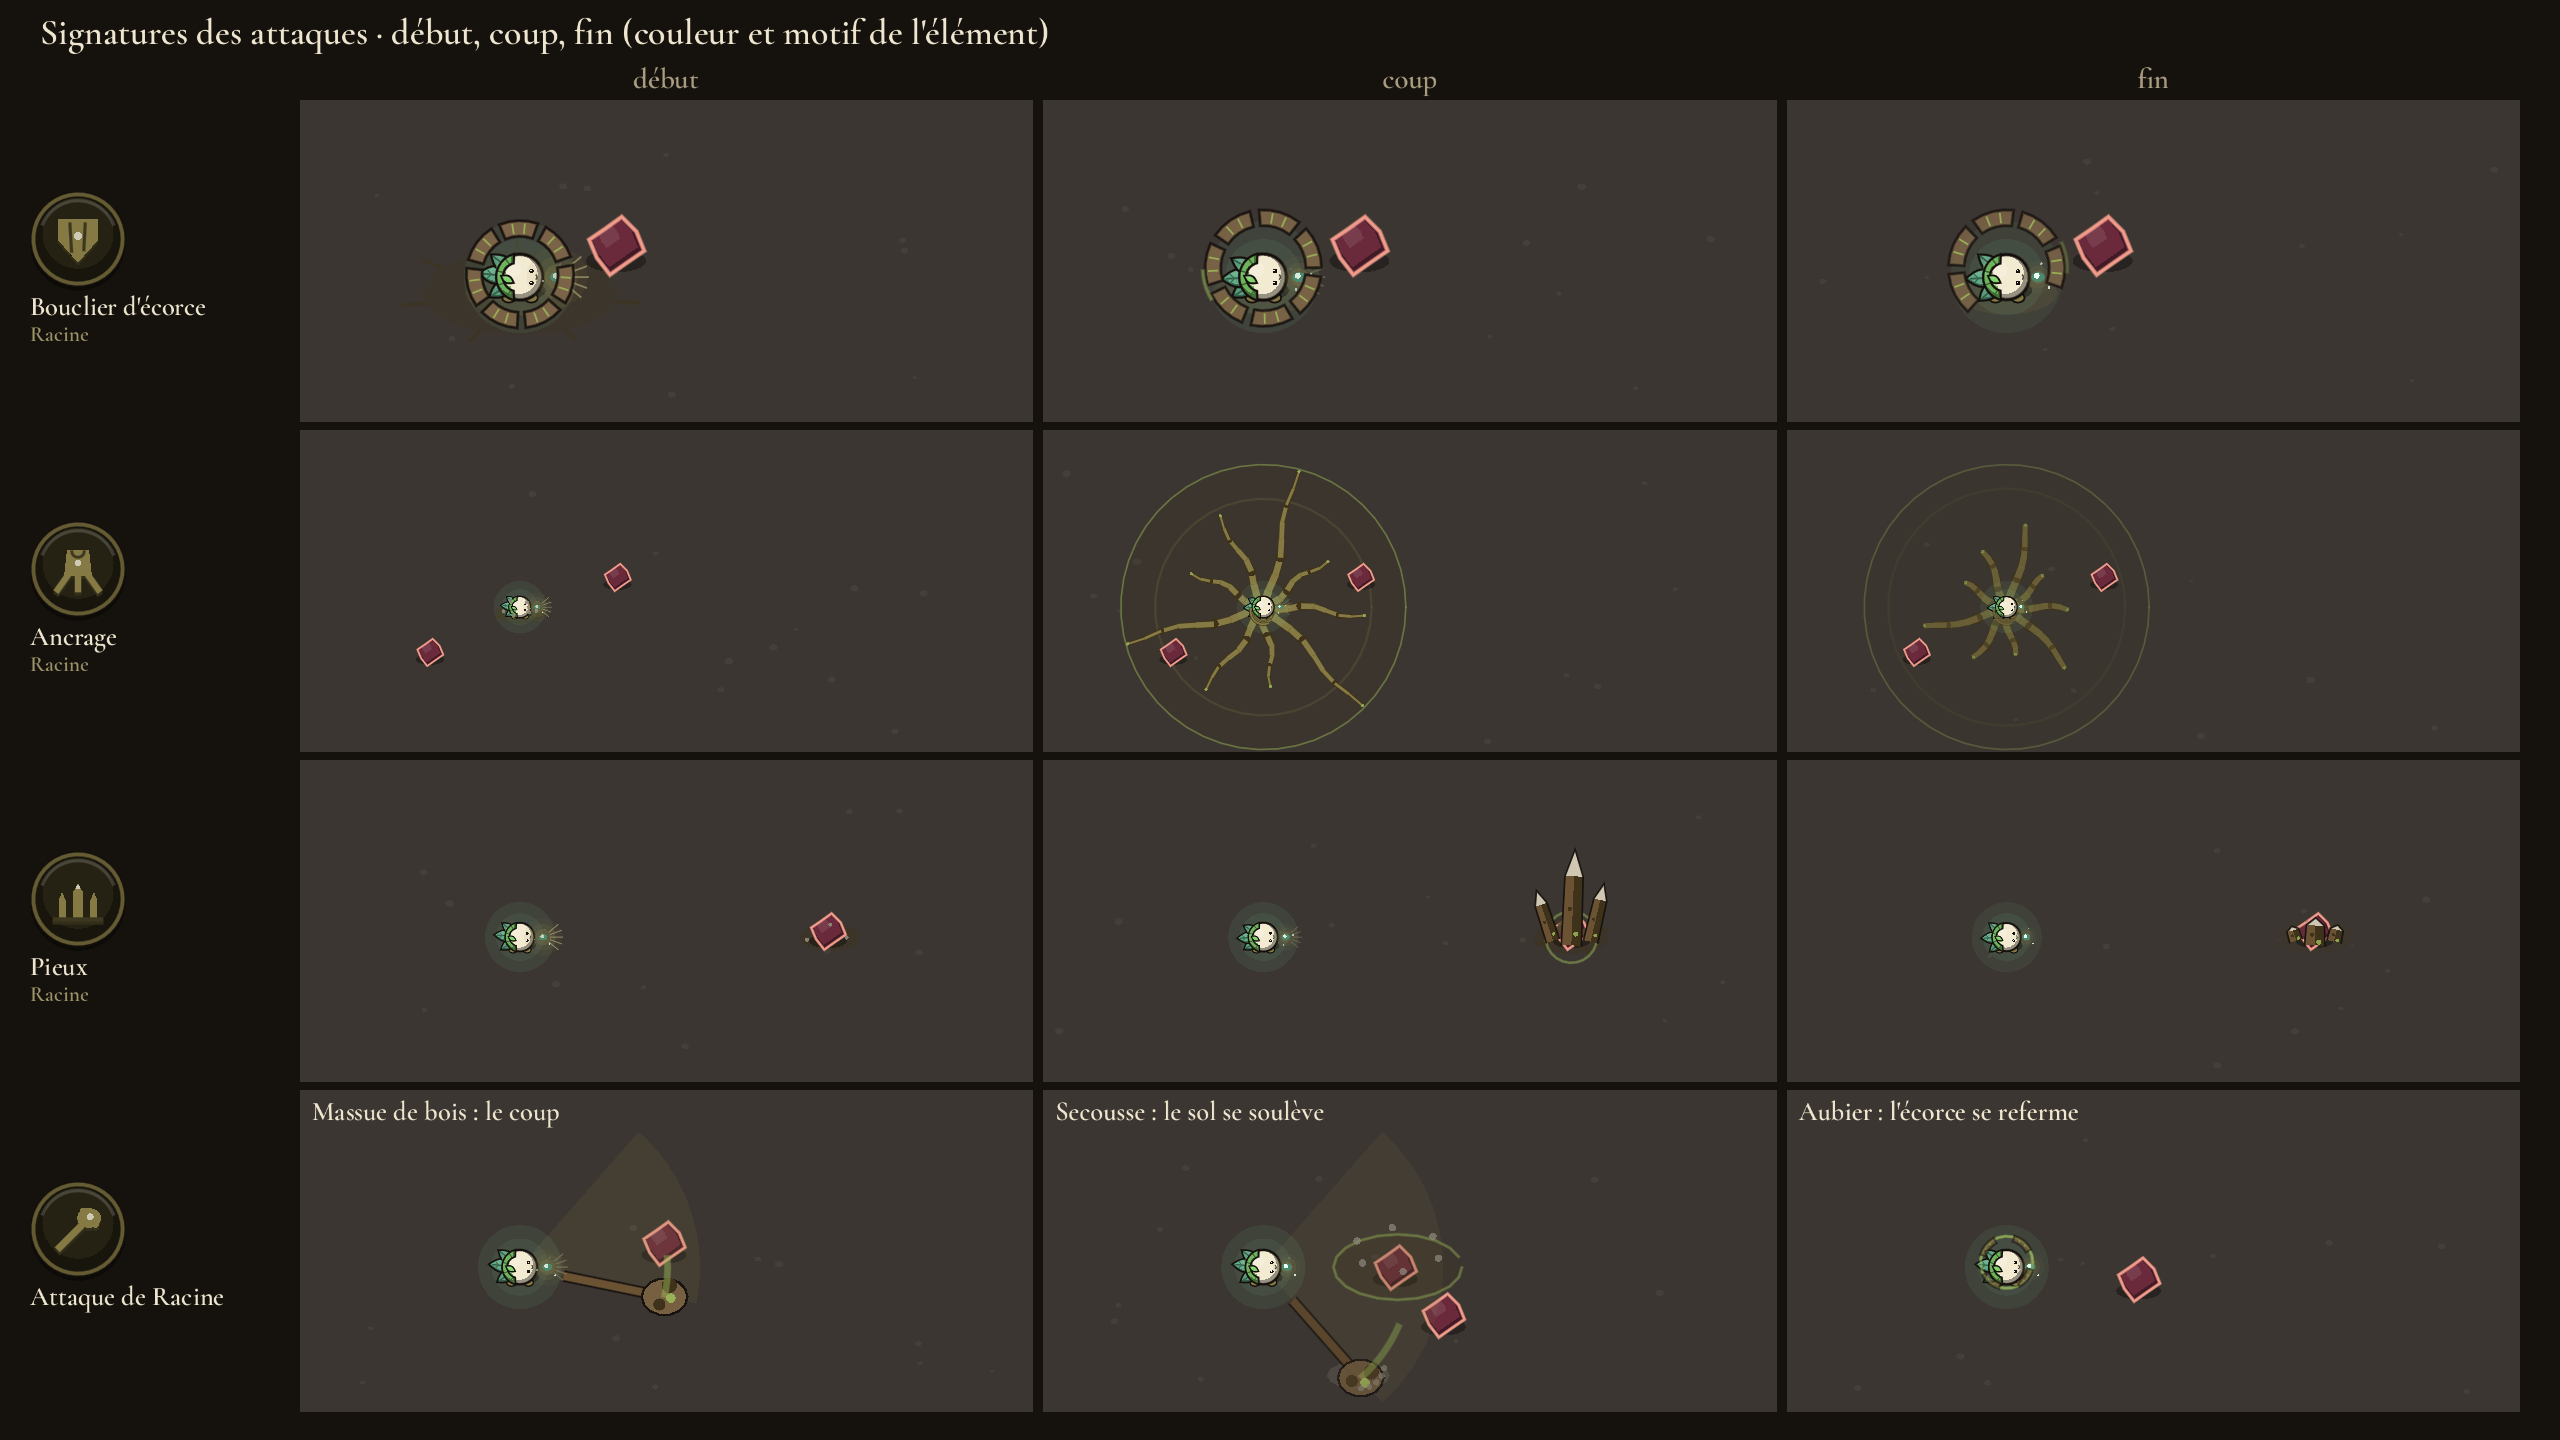 Signatures des attaques · début, coup, fin (couleur et motif de l'élément)
début
coup
fin
Bouclier d'écorce
Racine
Ancrage
Racine
Pieux
Racine
Massue de bois : le coup
Secousse : le sol se soulève
Aubier : l'écorce se referme
Attaque de Racine